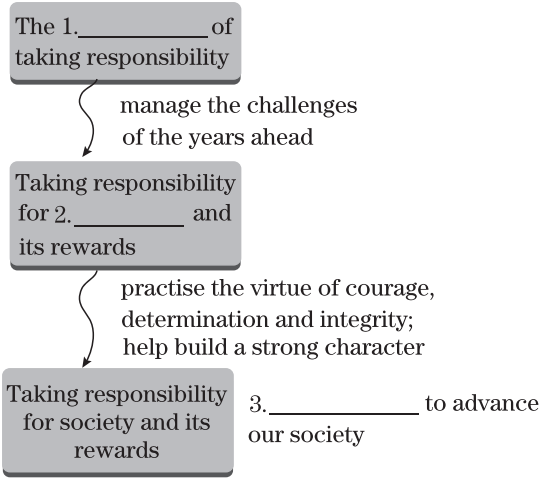 The 1.____________ of
taking responsibility
manage the challenges
of the years ahead
Taking responsibility
for 2.__________ and
its rewards
practise the virtue of courage,
determination and integrity;
help build a strong character
Taking responsibility
for society and its
rewards
3.______________ to advance
our society